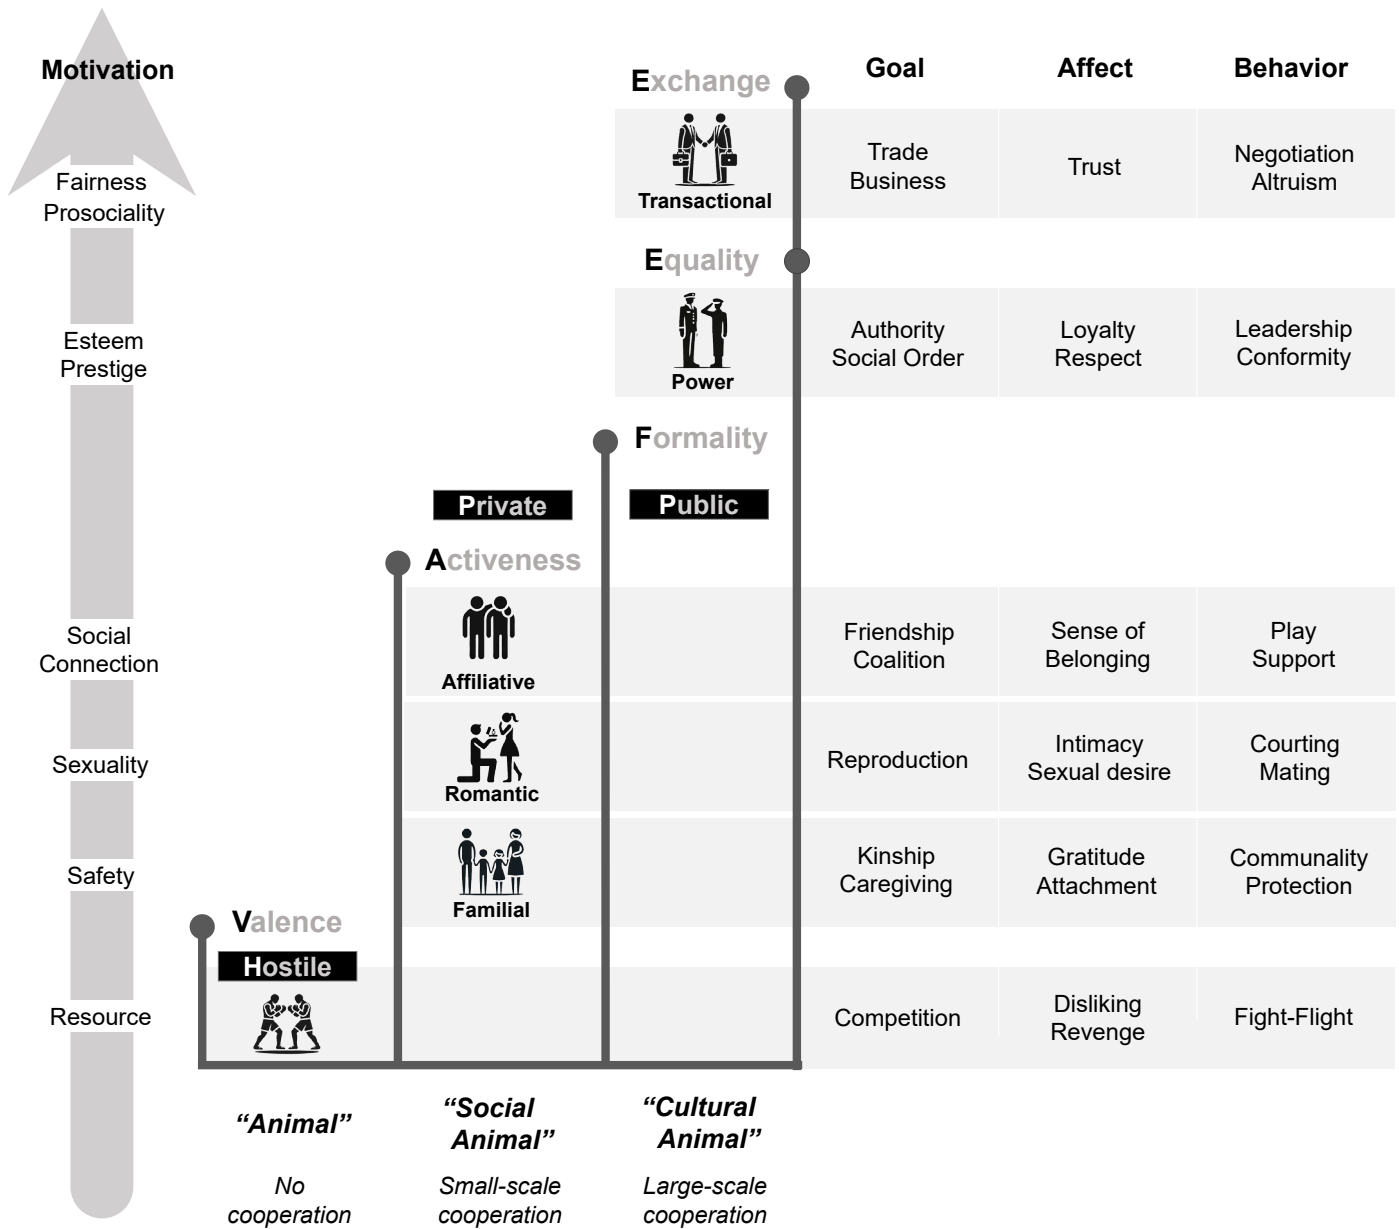 Motivation
Goal
Affect
Behavior
Exchange
Transactional
Trade
Business
Trust
Negotiation
Altruism
Fairness
Prosociality
Equality
Power
Authority
Social Order
Loyalty
Respect
Leadership
Conformity
Esteem
Prestige
Formality
Private
Public
Activeness
Social
Connection
Affiliative
Friendship
Coalition
Sense of
Belonging
Play
Support
Sexuality
Romantic
Reproduction
Intimacy
Sexual desire
Courting
Mating
Safety
Familial
Kinship
Caregiving
Gratitude
Attachment
Communality
Protection
Valence
Hostile
Resource
Competition
Disliking
Revenge
Fight-Flight
“Animal”
“Social
Animal”
“Cultural
Animal”
No
cooperation
Small-scale
cooperation
Large-scale
cooperation